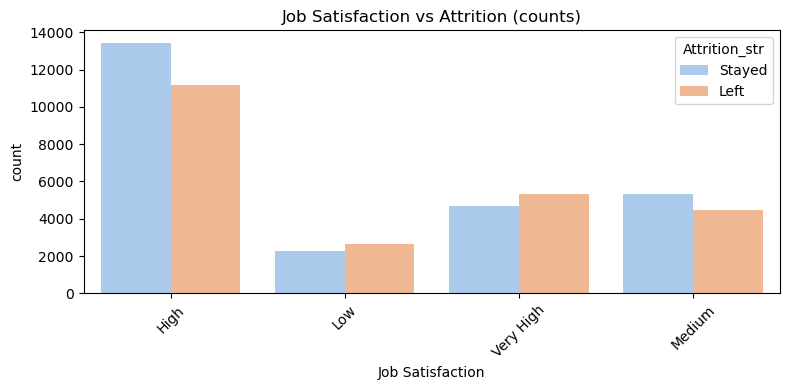 Job Satisfaction vs Attrition (counts)
14000
12000
10000
8000
6000
4000
2000
0
count
Attrition_str
Stayed
Left
High
Low
Very High
Medium
Job Satisfaction